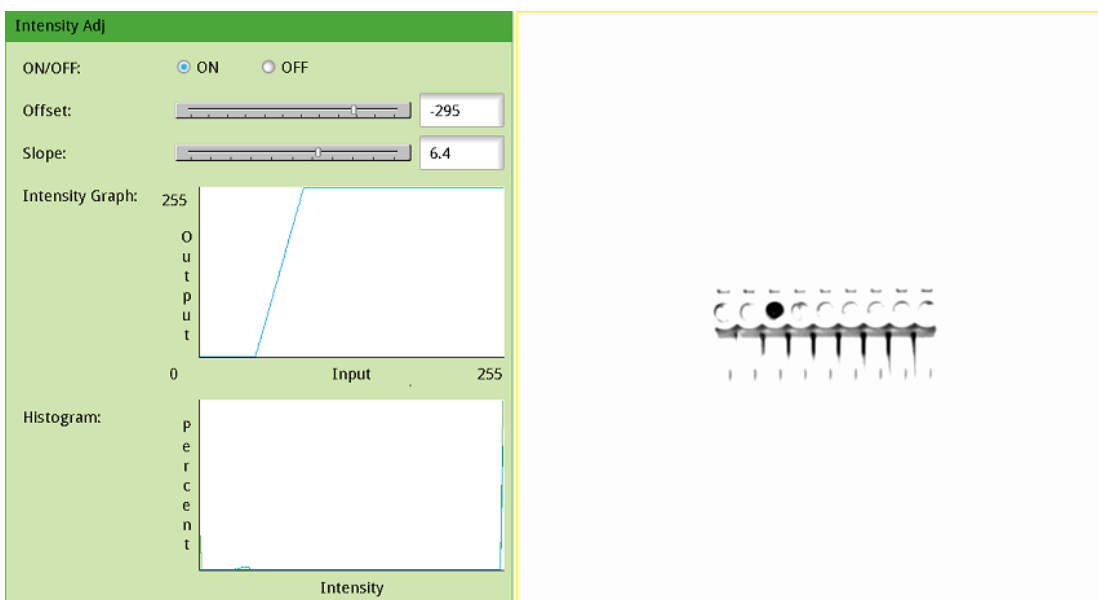 Intensity Adj
ON/OFF: ON OFF
Offset: -295
Slope: 6.4
Intensity Graph: 255
Output
0 Input 255
Histogram:
Percent
Intensity